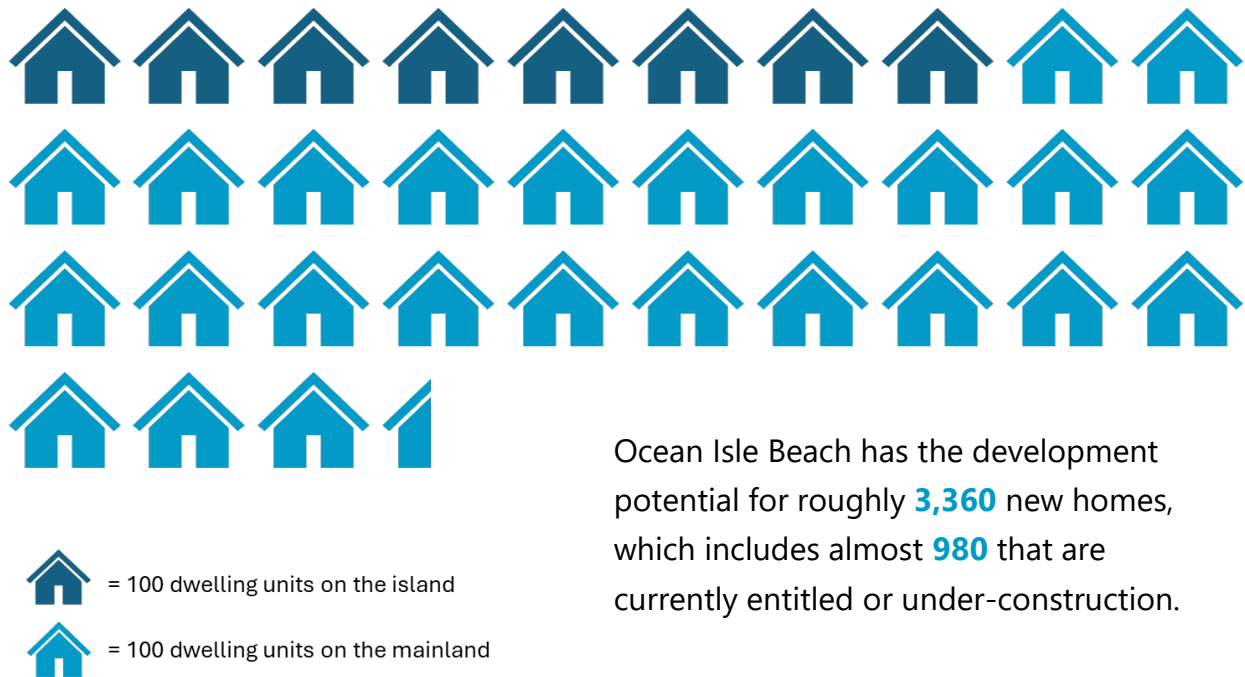 Ocean Isle Beach has the development
potential for roughly 3,360 new homes,
which includes almost 980 that are
currently entitled or under-construction.
= 100 dwelling units on the island
= 100 dwelling units on the mainland